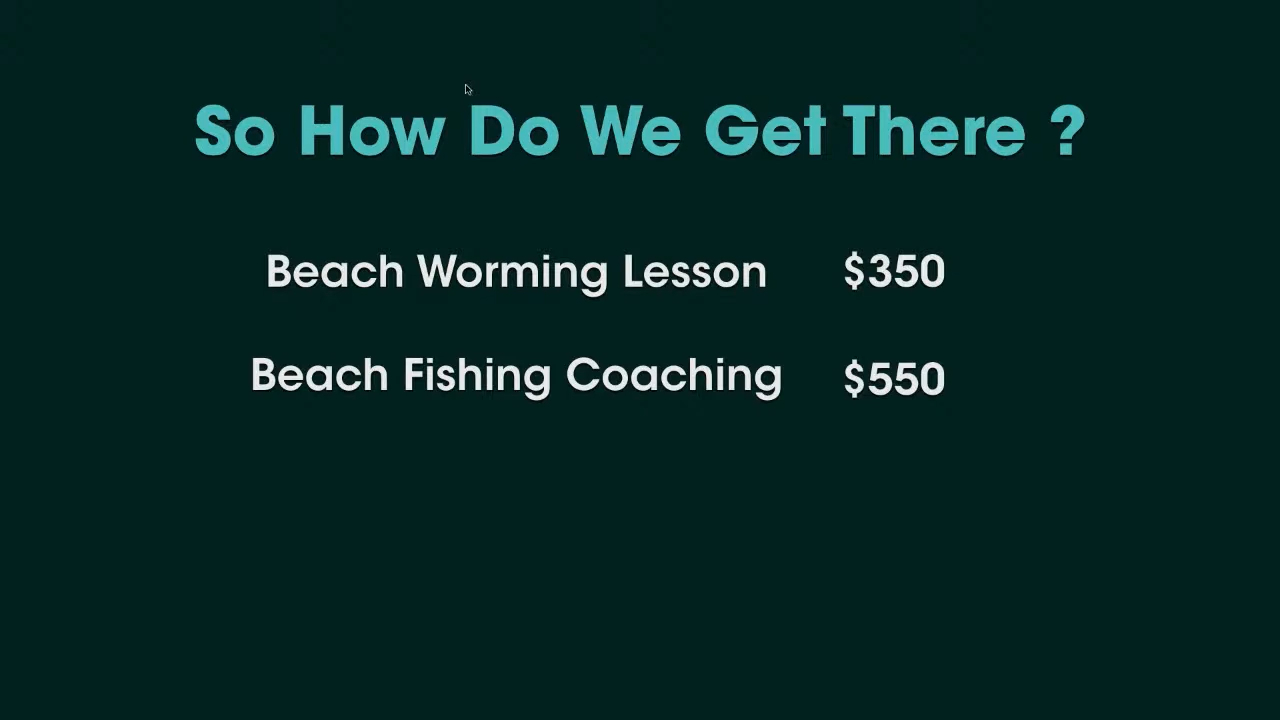 So How Do We Get There ?
Beach Worming Lesson $350
Beach Fishing Coaching $550